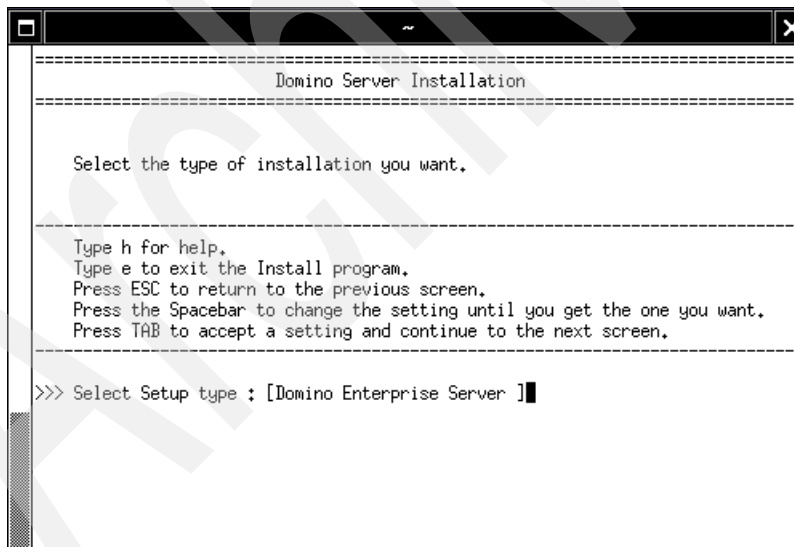 ~
================================================================================
Domino Server Installation
================================================================================
Select the type of installation you want.
--------------------------------------------------------------------------------
Type h for help.
Type e to exit the Install program.
Press ESC to return to the previous screen.
Press the Spacebar to change the setting until you get the one you want.
Press TAB to accept a setting and continue to the next screen.
--------------------------------------------------------------------------------
>>> Select Setup type : [Domino Enterprise Server ]